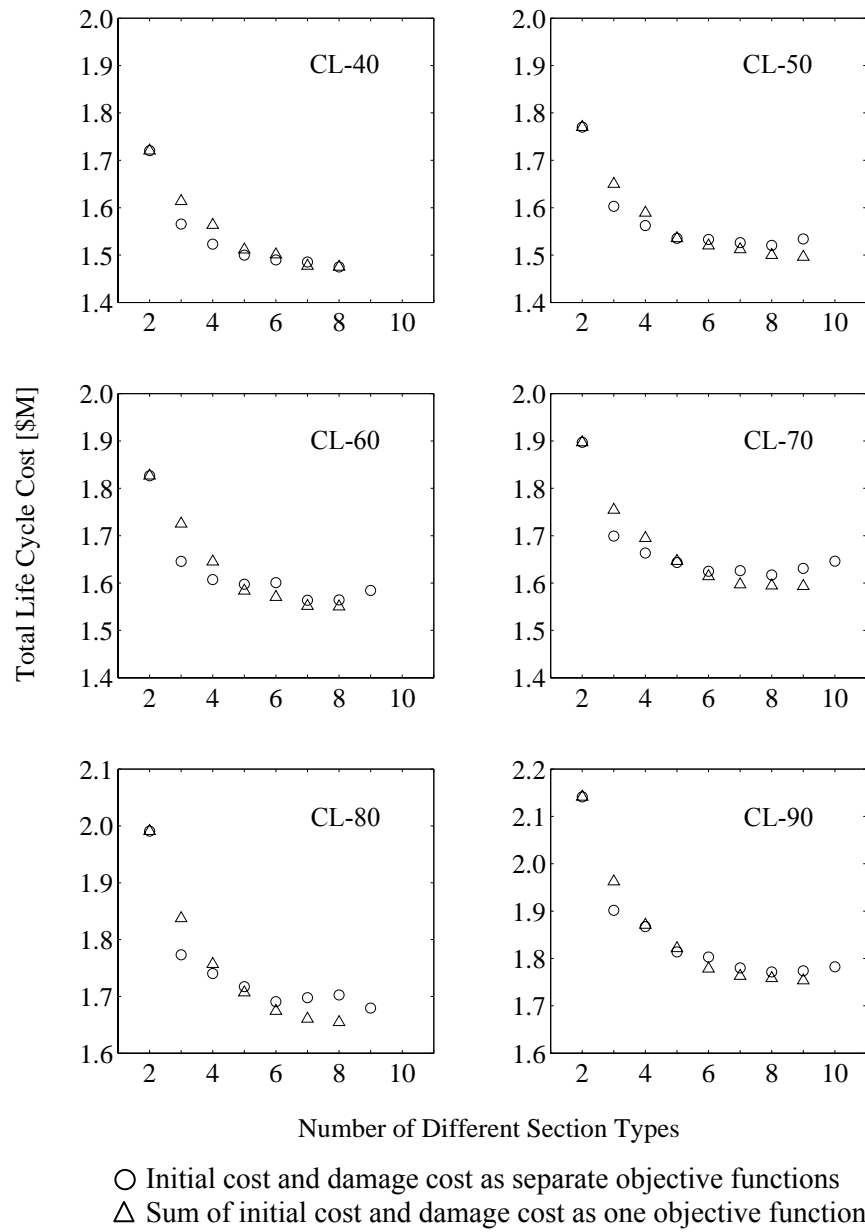 2.0
1.9
1.8
1.7
1.6
1.5
1.4
CL-40
2 4 6 8 10
2.0
1.9
1.8
1.7
1.6
1.5
1.4
CL-50
2 4 6 8 10
Total Life Cycle Cost [$M]
2.0
1.9
1.8
1.7
1.6
1.5
1.4
CL-60
2 4 6 8 10
2.0
1.9
1.8
1.7
1.6
1.5
1.4
CL-70
2 4 6 8 10
2.1
2.0
1.9
1.8
1.7
1.6
CL-80
2 4 6 8 10
2.2
2.1
2.0
1.9
1.8
1.7
1.6
CL-90
2 4 6 8 10
Number of Different Section Types
Initial cost and damage cost as separate objective functions
Sum of initial cost and damage cost as one objective function